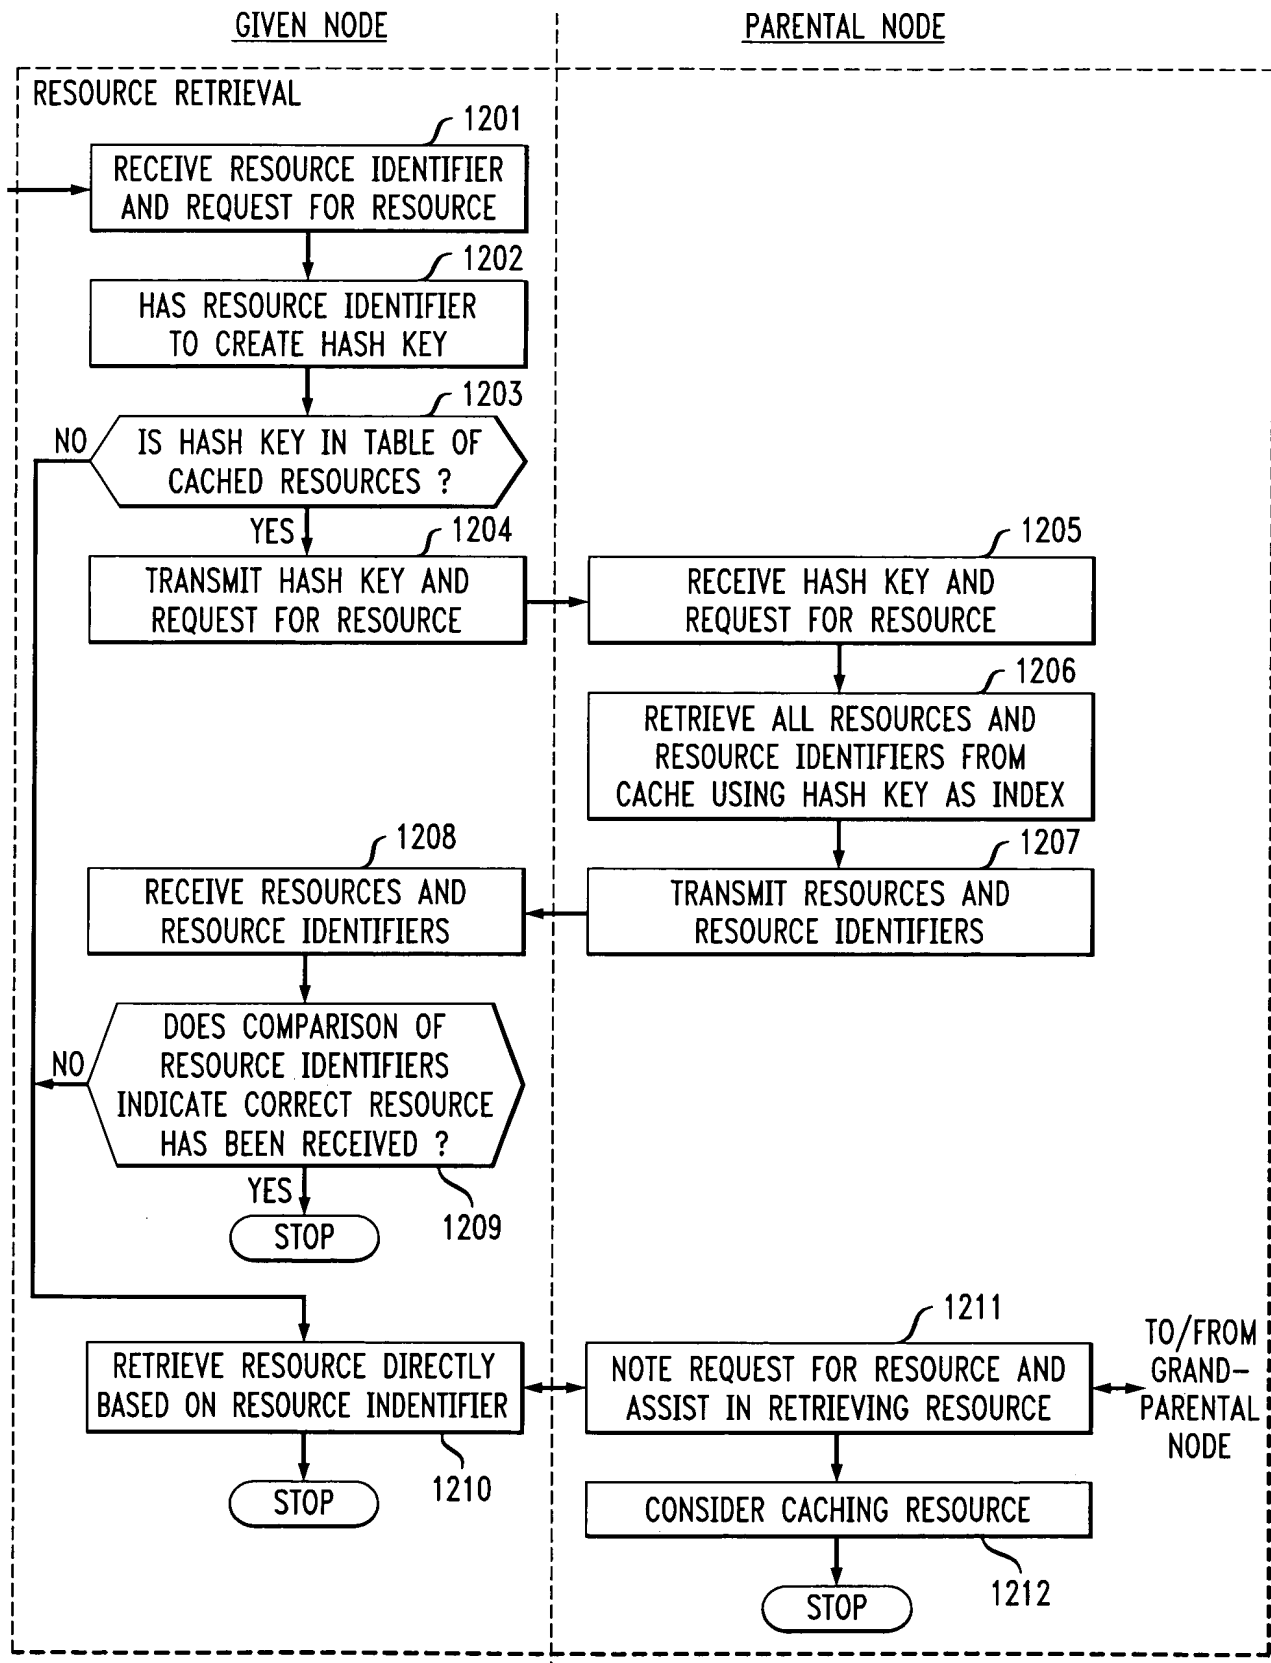 GIVEN NODE
PARENTAL NODE
RESOURCE RETRIEVAL
1201
RECEIVE RESOURCE IDENTIFIER
AND REQUEST FOR RESOURCE
1202
HAS RESOURCE IDENTIFIER
TO CREATE HASH KEY
1203
NO
IS HASH KEY IN TABLE OF
CACHED RESOURCES ?
YES
1204
TRANSMIT HASH KEY AND
REQUEST FOR RESOURCE
1205
RECEIVE HASH KEY AND
REQUEST FOR RESOURCE
1206
RETRIEVE ALL RESOURCES AND
RESOURCE IDENTIFIERS FROM
CACHE USING HASH KEY AS INDEX
1207
TRANSMIT RESOURCES AND
RESOURCE IDENTIFIERS
1208
RECEIVE RESOURCES AND
RESOURCE IDENTIFIERS
NO
DOES COMPARISON OF
RESOURCE IDENTIFIERS
INDICATE CORRECT RESOURCE
HAS BEEN RECEIVED ?
YES
1209
STOP
RETRIEVE RESOURCE DIRECTLY
BASED ON RESOURCE INDENTIFIER
1210
STOP
1211
NOTE REQUEST FOR RESOURCE AND
ASSIST IN RETRIEVING RESOURCE
TO/FROM
GRAND-
PARENTAL
NODE
CONSIDER CACHING RESOURCE
1212
STOP